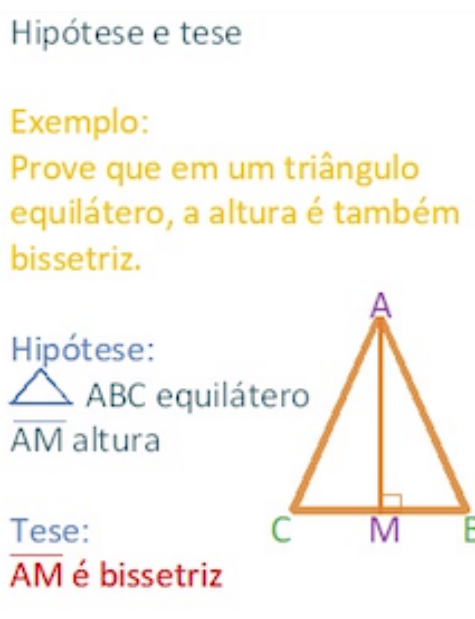 Hipótese e tese
Exemplo:
Prove que em um triângulo
equilátero, a altura é também
bissetriz.
A
Hipótese:
ABC equilátero
AM altura
C
M
B
Tese:
AM é bissetriz